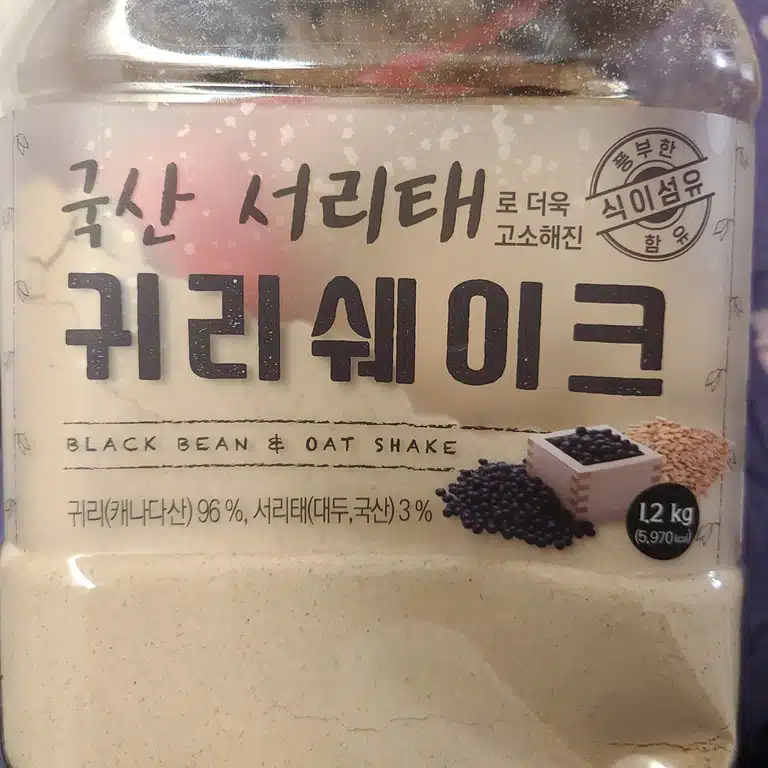 국산 서리태
로 더욱
고소해진
풍부한
식이섬유
함유
귀리쉐이크
BLACK BEAN & OAT SHAKE
귀리(캐나다산) 96 %, 서리태(대두,국산) 3 %
1.2 kg
(5,970 kcal)